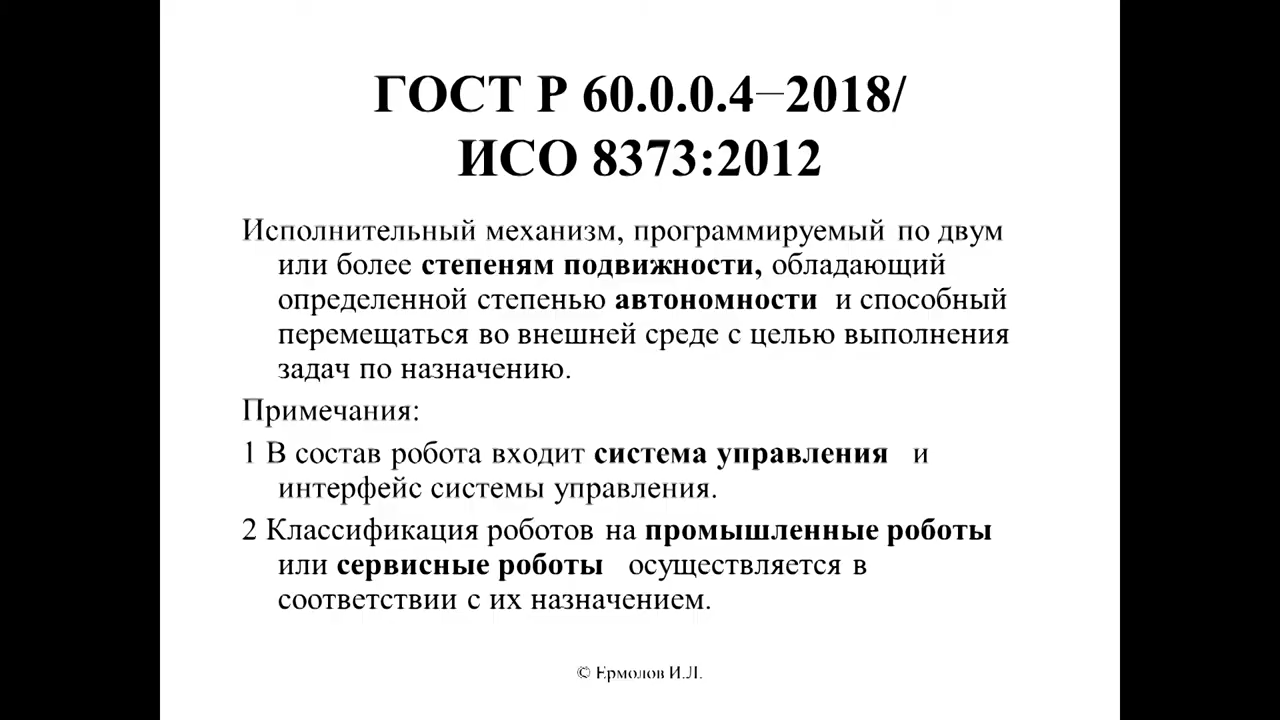 ГОСТ Р 60.0.0.4−2018/
ИСО 8373:2012
Исполнительный механизм, программируемый по двум
или более степеням подвижности, обладающий
определенной степенью автономности и способный
перемещаться во внешней среде с целью выполнения
задач по назначению.
Примечания:
1 В состав робота входит система управления и
интерфейс системы управления.
2 Классификация роботов на промышленные роботы
или сервисные роботы осуществляется в
соответствии с их назначением.
© Ермолов И.Л.